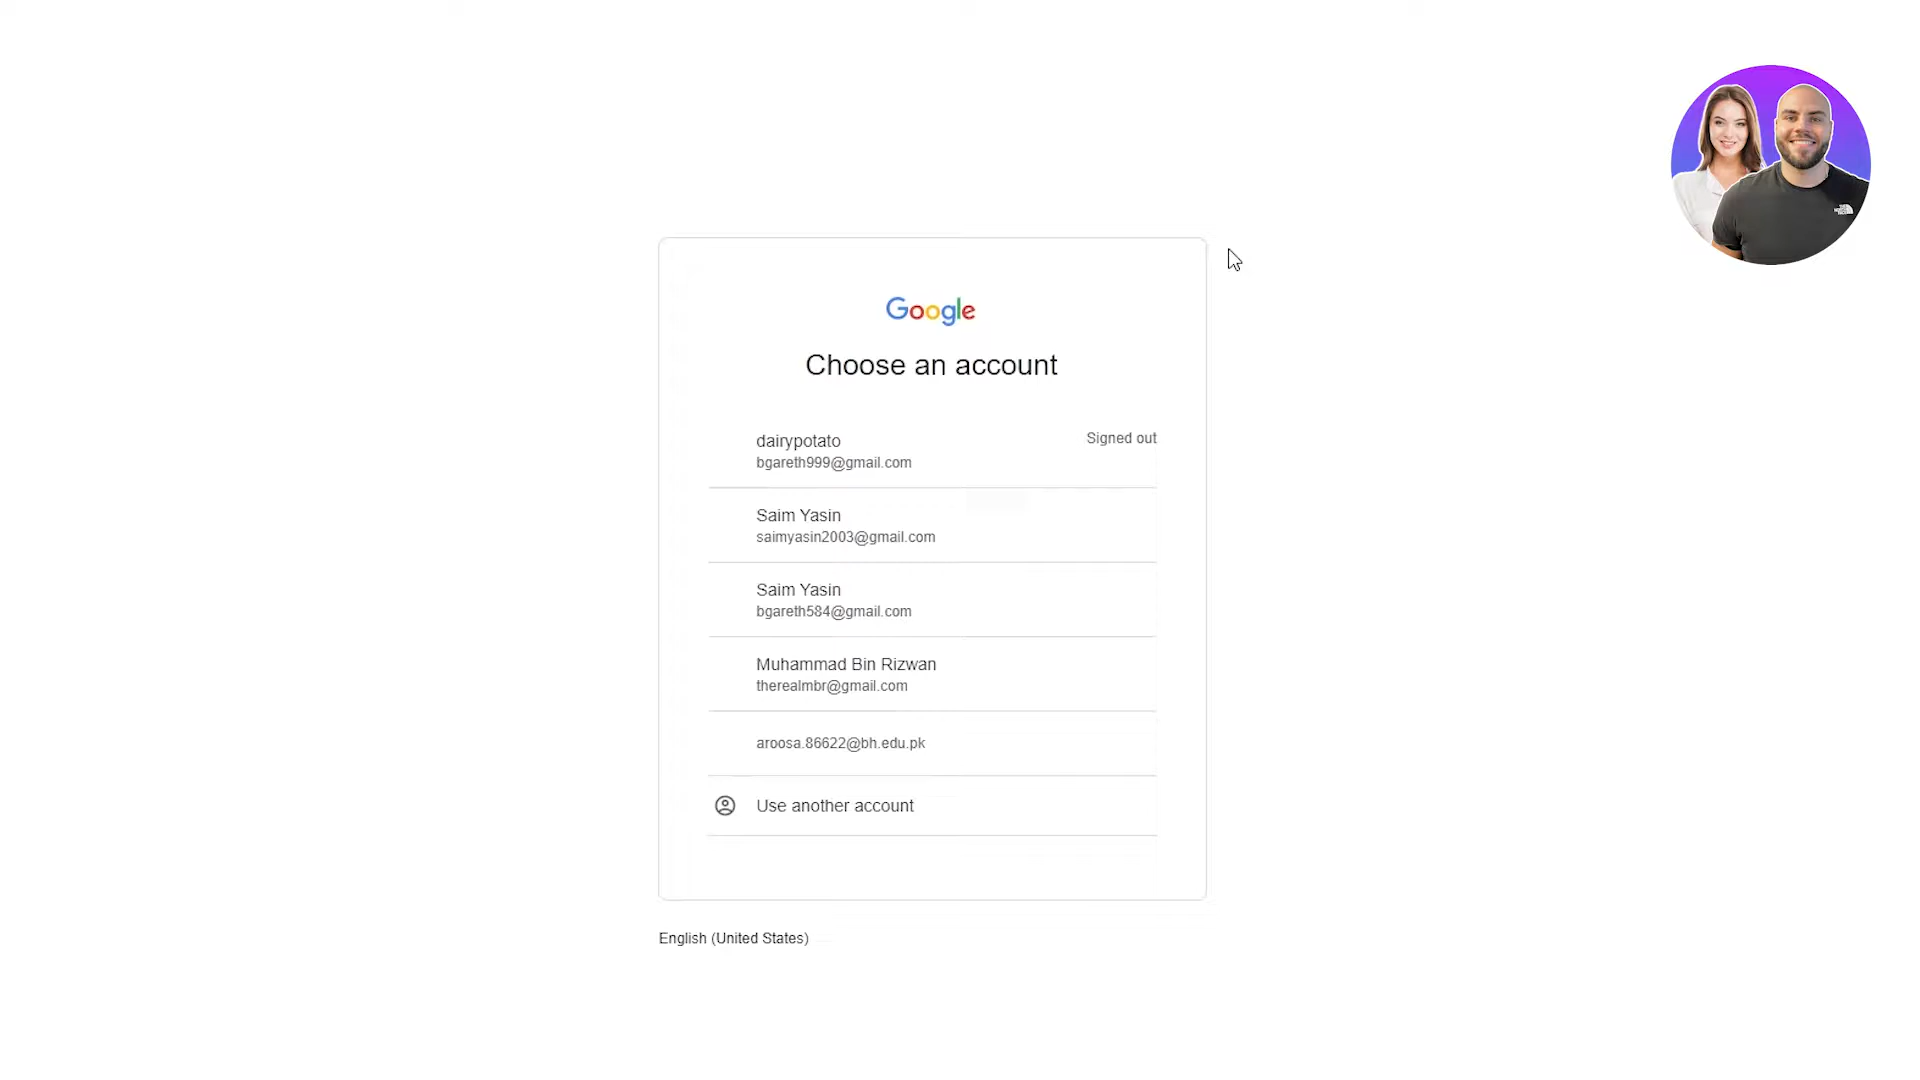 Google
Choose an account
dairypotato
Signed out
bgareth999@gmail.com
Saim Yasin
saimyasin2003@gmail.com
Saim Yasin
bgareth584@gmail.com
Muhammad Bin Rizwan
therealmbr@gmail.com
aroosa.86622@bh.edu.pk
Use another account
English (United States)